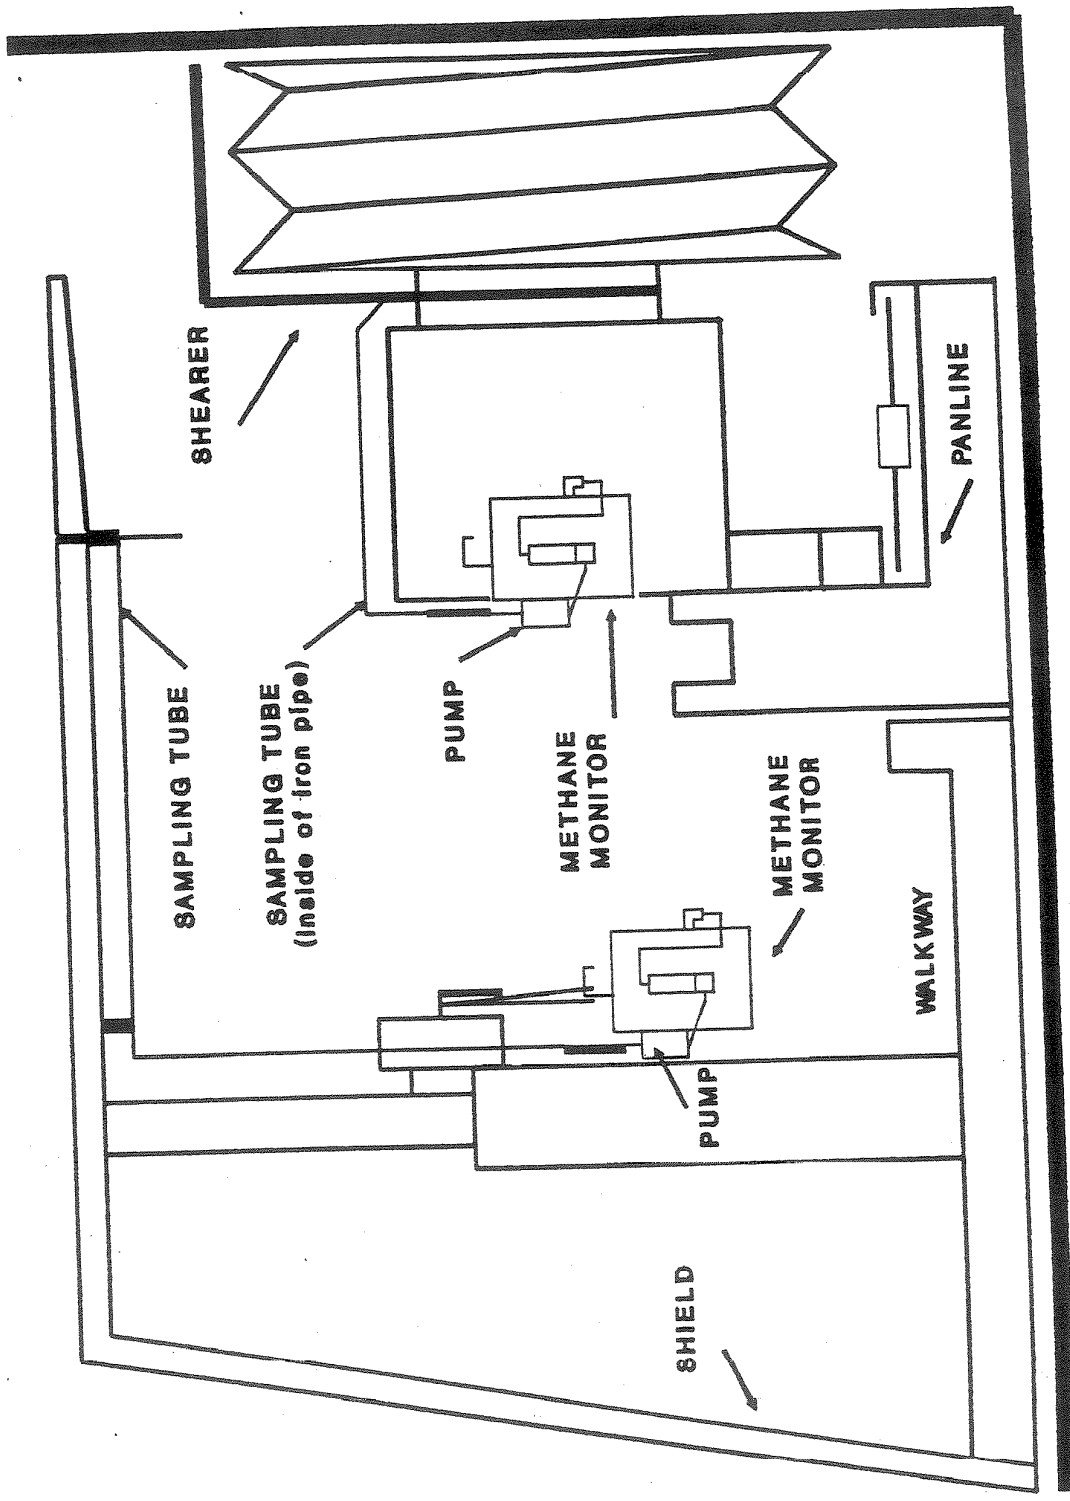 SHEARER
SAMPLING TUBE
SAMPLING TUBE
(Inside of iron pipe)
PUMP
METHANE
MONITOR
PANLINE
METHANE
MONITOR
WALKWAY
PUMP
SHIELD